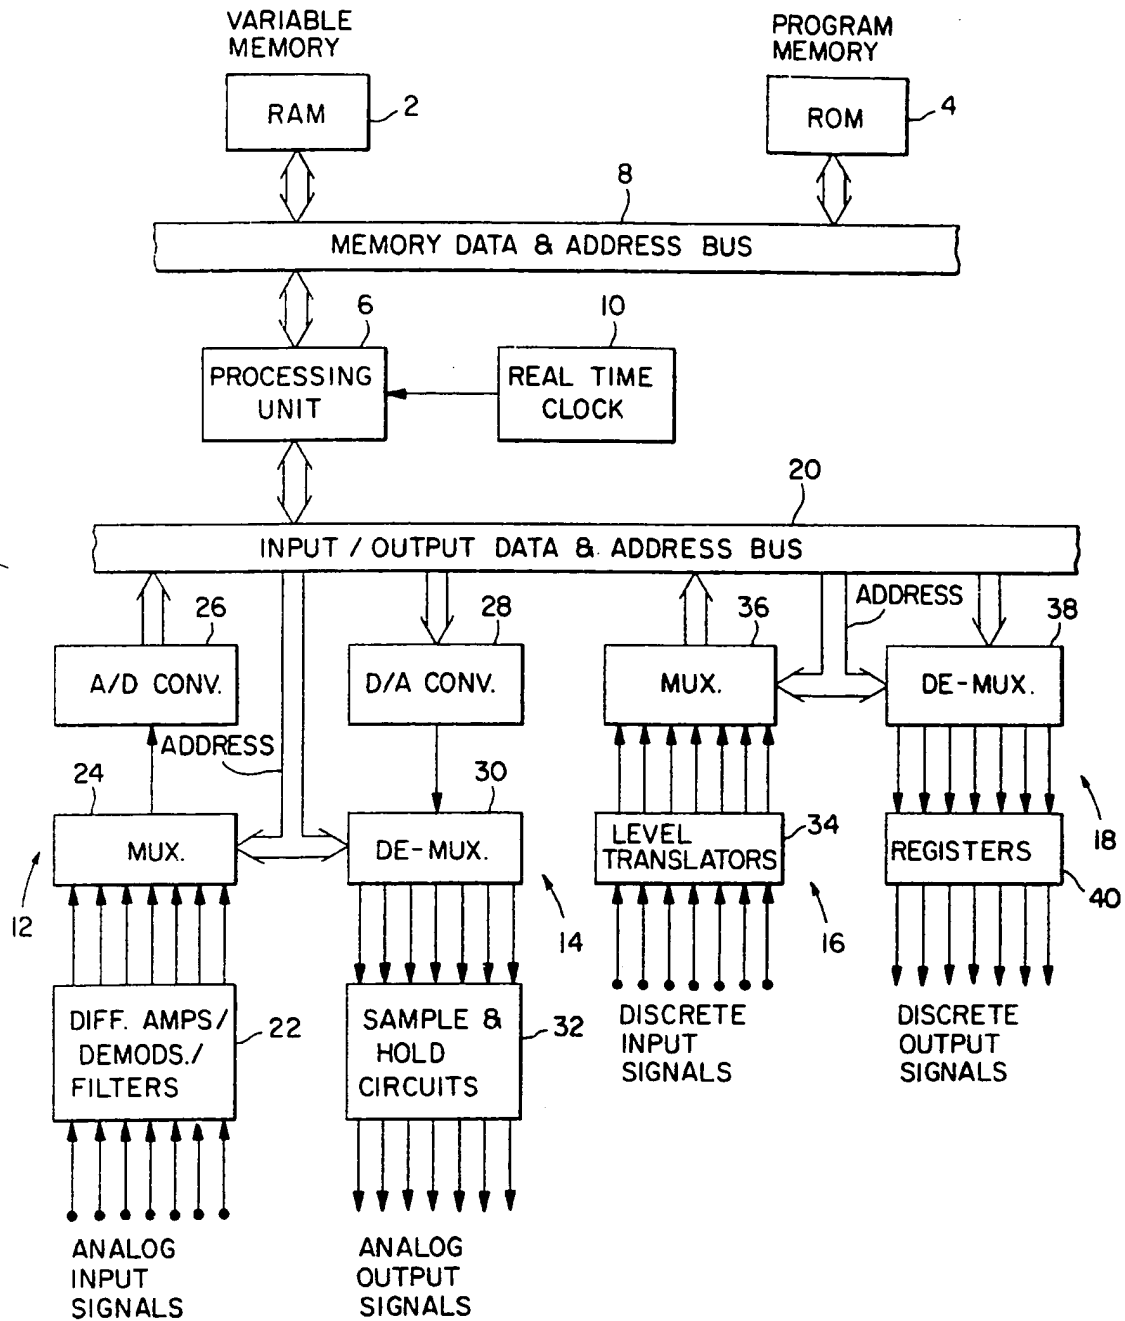 VARIABLE
MEMORY
PROGRAM
MEMORY
RAM
2
ROM
4
8
MEMORY DATA & ADDRESS BUS
6
10
PROCESSING
UNIT
REAL TIME
CLOCK
20
INPUT / OUTPUT DATA & ADDRESS BUS
26
28
36
ADDRESS
38
A/D CONV.
D/A CONV.
MUX.
DE-MUX.
ADDRESS
24
30
34
18
MUX.
DE-MUX.
LEVEL
TRANSLATORS
REGISTERS
40
12
14
16
DIFF. AMPS/
DEMODS./
FILTERS
22
SAMPLE &
HOLD
CIRCUITS
32
DISCRETE
INPUT
SIGNALS
DISCRETE
OUTPUT
SIGNALS
ANALOG
INPUT
SIGNALS
ANALOG
OUTPUT
SIGNALS